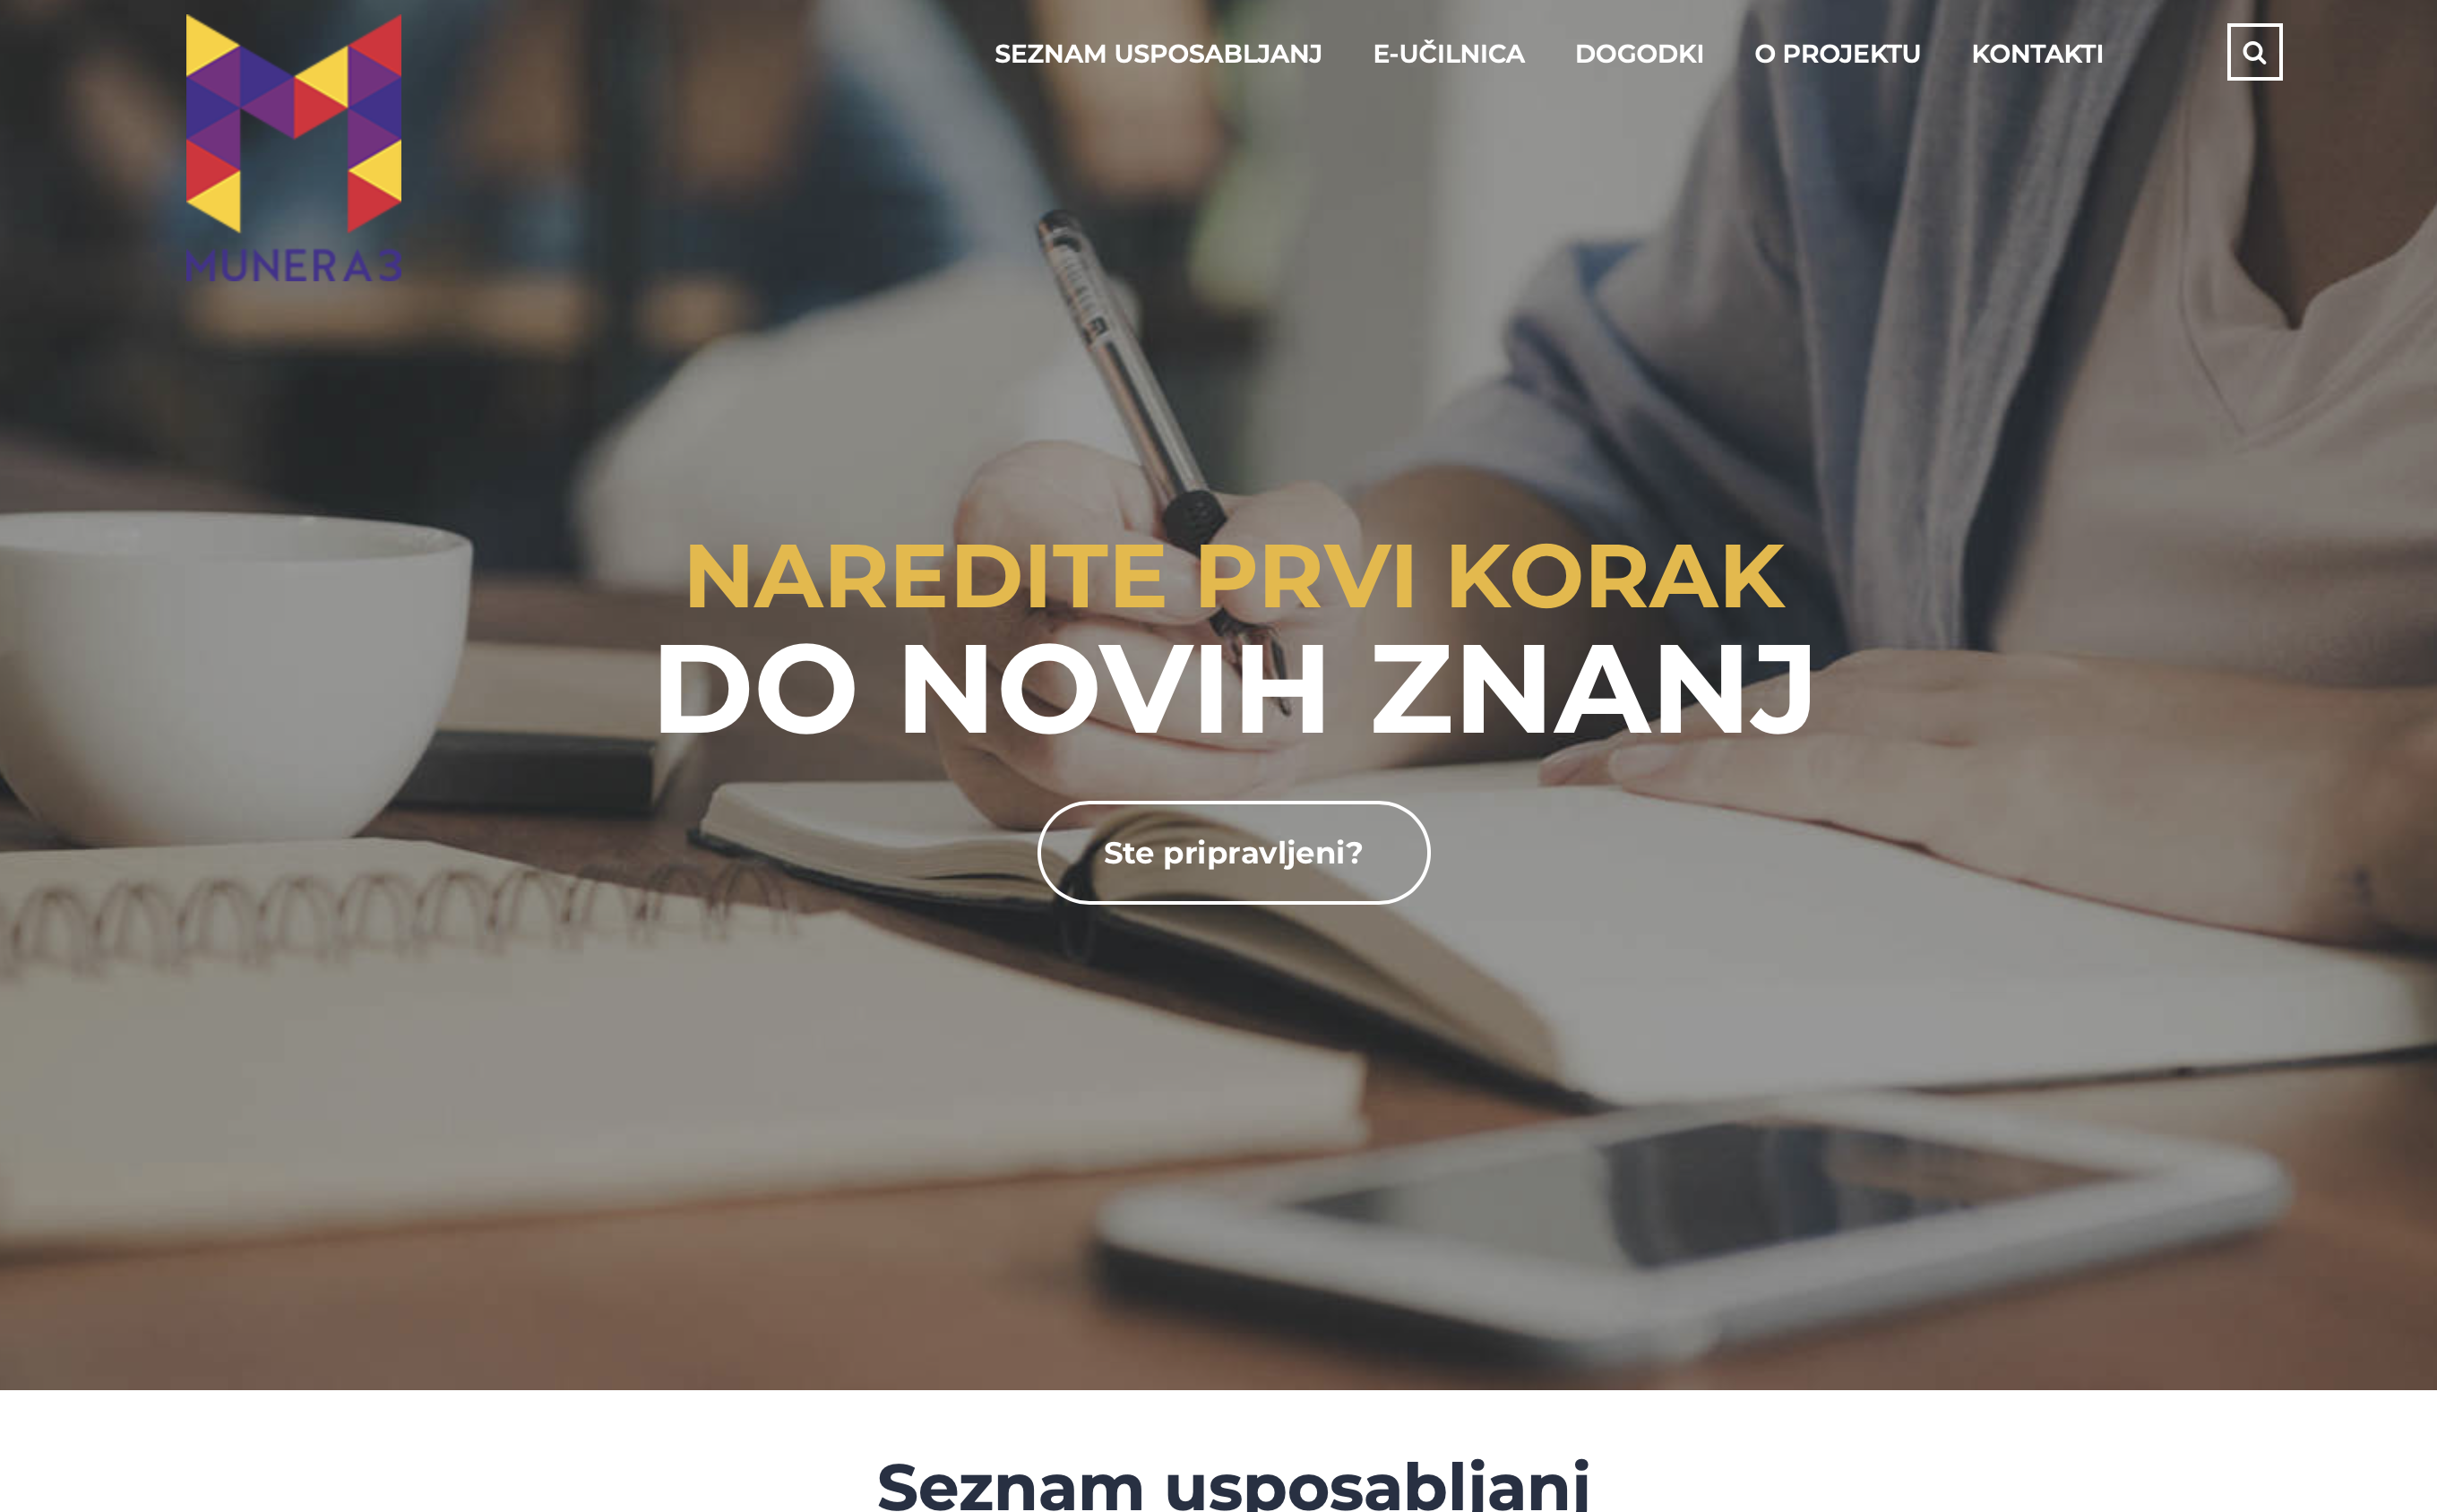 MUNERA3
SEZNAM USPOSABLJANJ
E-UČILNICA
DOGODKI
O PROJEKTU
KONTAKTI
NAREDITE PRVI KORAK
DO NOVIH ZNANJ
Ste pripravljeni?
Seznam usposabljanj